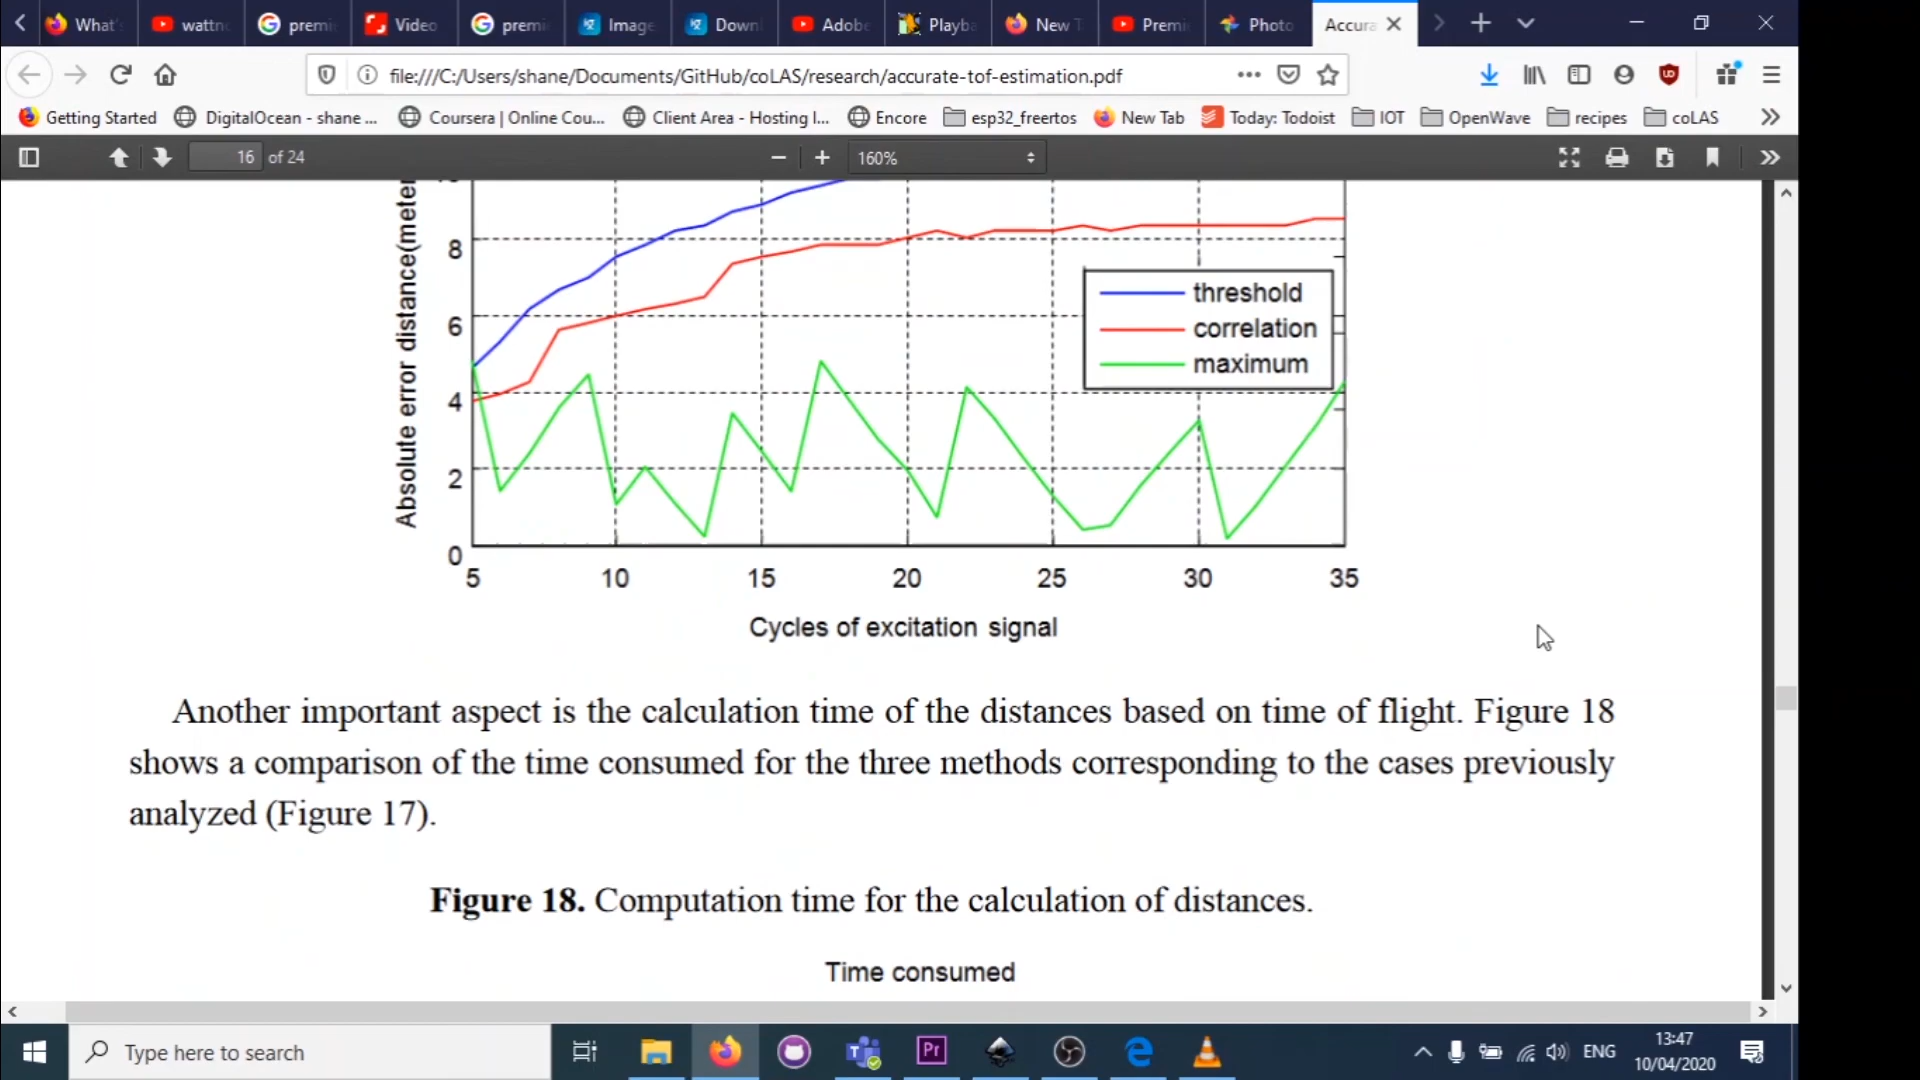 What'
wattn
premi
Video
premi
Image
Down
Adob
Playba
New T
Premi
Photo
Accura
file:///C:/Users/shane/Documents/GitHub/coLAS/research/accurate-tof-estimation.pdf
Getting Started
DigitalOcean - shane ...
Coursera | Online Cou...
Client Area - Hosting I...
Encore
esp32_freertos
New Tab
Today: Todoist
IOT
OpenWave
recipes
coLAS
16 of 24
160%
Absolute error distance(meter
8
6
4
2
0
threshold
correlation
maximum
5 10 15 20 25 30 35
Cycles of excitation signal
Another important aspect is the calculation time of the distances based on time of flight. Figure 18
shows a comparison of the time consumed for the three methods corresponding to the cases previously
analyzed (Figure 17).
Figure 18. Computation time for the calculation of distances.
Time consumed
Type here to search
Pr
ENG
13:47
10/04/2020